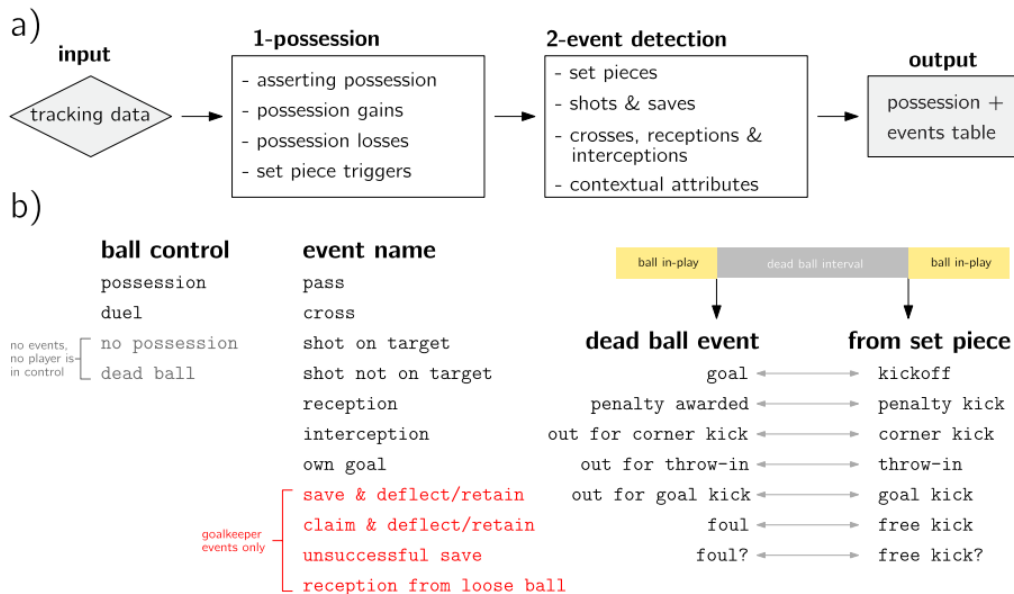 a)
input
tracking data
1-possession
- asserting possession
- possession gains
- possession losses
- set piece triggers
2-event detection
- set pieces
- shots & saves
- crosses, receptions &
interceptions
- contextual attributes
output
possession +
events table
b)
ball control
possession
duel
no possession
dead ball
no events,
no player is
in control
event name
pass
cross
shot on target
shot not on target
reception
interception
own goal
save & deflect/retain
claim & deflect/retain
unsuccessful save
reception from loose ball
goalkeeper
events only
ball in-play
dead ball interval
ball in-play
dead ball event
from set piece
goal
kickoff
penalty awarded
penalty kick
out for corner kick
corner kick
out for throw-in
throw-in
out for goal kick
goal kick
foul
free kick
foul?
free kick?